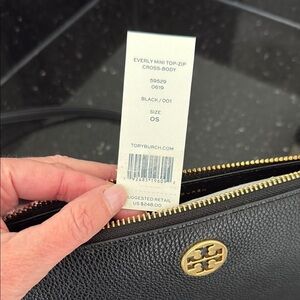 EVERLY MINI TOP-ZIP
CROSS-BODY
59529
0619
BLACK / 001
SIZE
OS
TORYBURCH.COM
SUGGESTED RETAIL
US $248.00